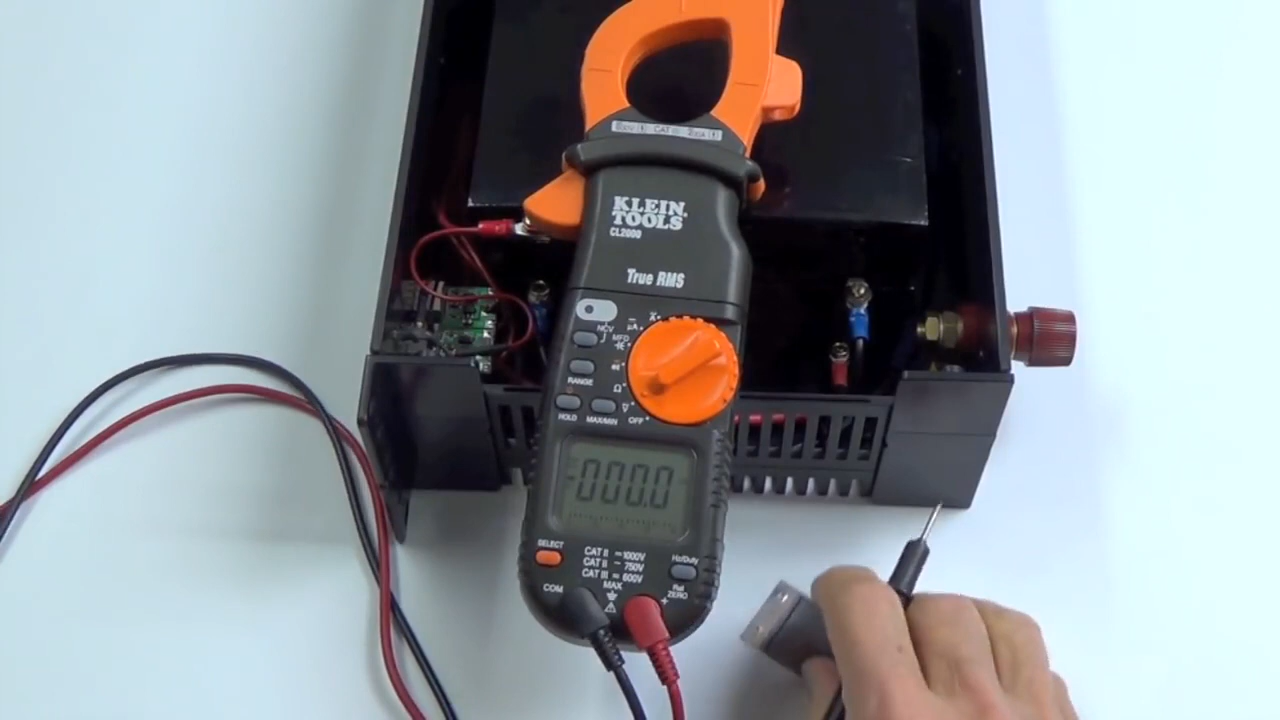 KLEIN
TOOLS
CL2000
True RMS
NCV
MFD
RANGE
Ω
HOLD
MAX/MIN
OFF
000.0
SELECT
CAT II ⎓1000V
CAT II ~ 750V
CAT III ≂ 600V
MAX
COM
+
Hz/Duty
Rel
ZERO